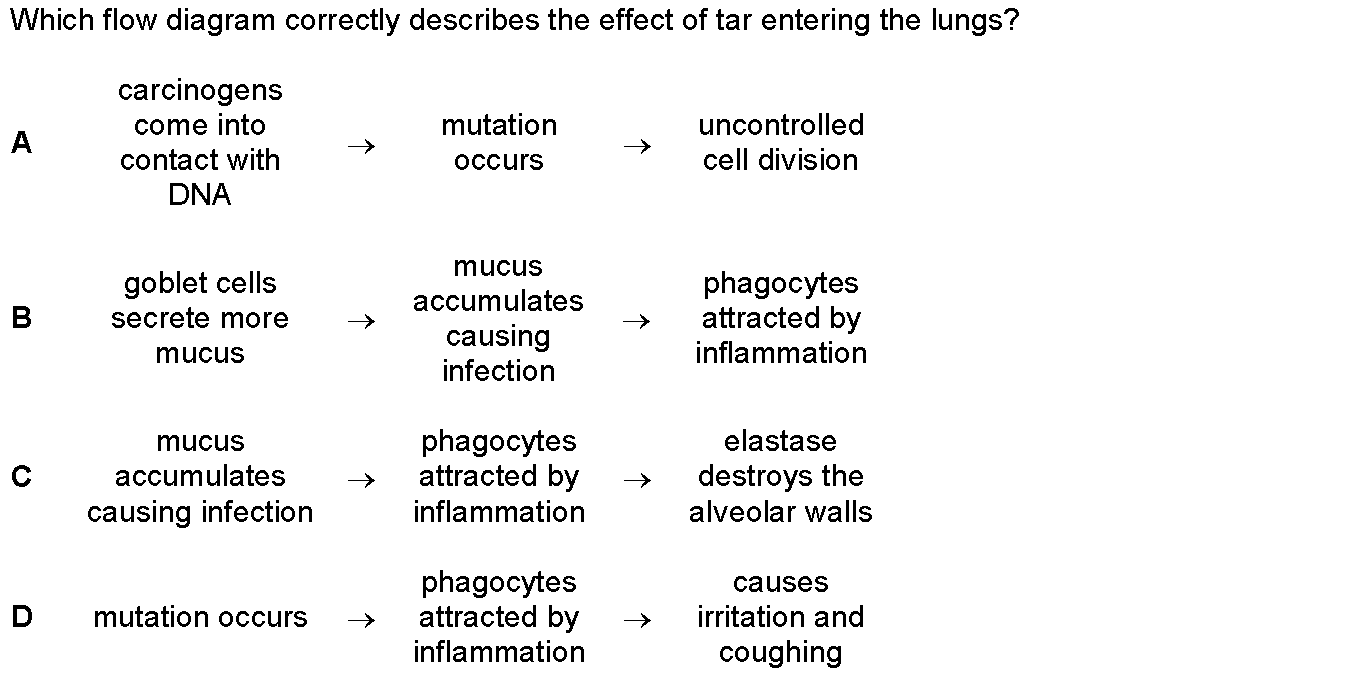 Which flow diagram correctly describes the effect of tar entering the lungs?
carcinogens
come into
contact with
DNA
A
→
mutation
occurs
→
uncontrolled
cell division
goblet cells
secrete more
mucus
B
→
mucus
accumulates
causing
infection
→
phagocytes
attracted by
inflammation
mucus
accumulates
causing infection
C
→
phagocytes
attracted by
inflammation
→
elastase
destroys the
alveolar walls
D
mutation occurs
→
phagocytes
attracted by
inflammation
→
causes
irritation and
coughing